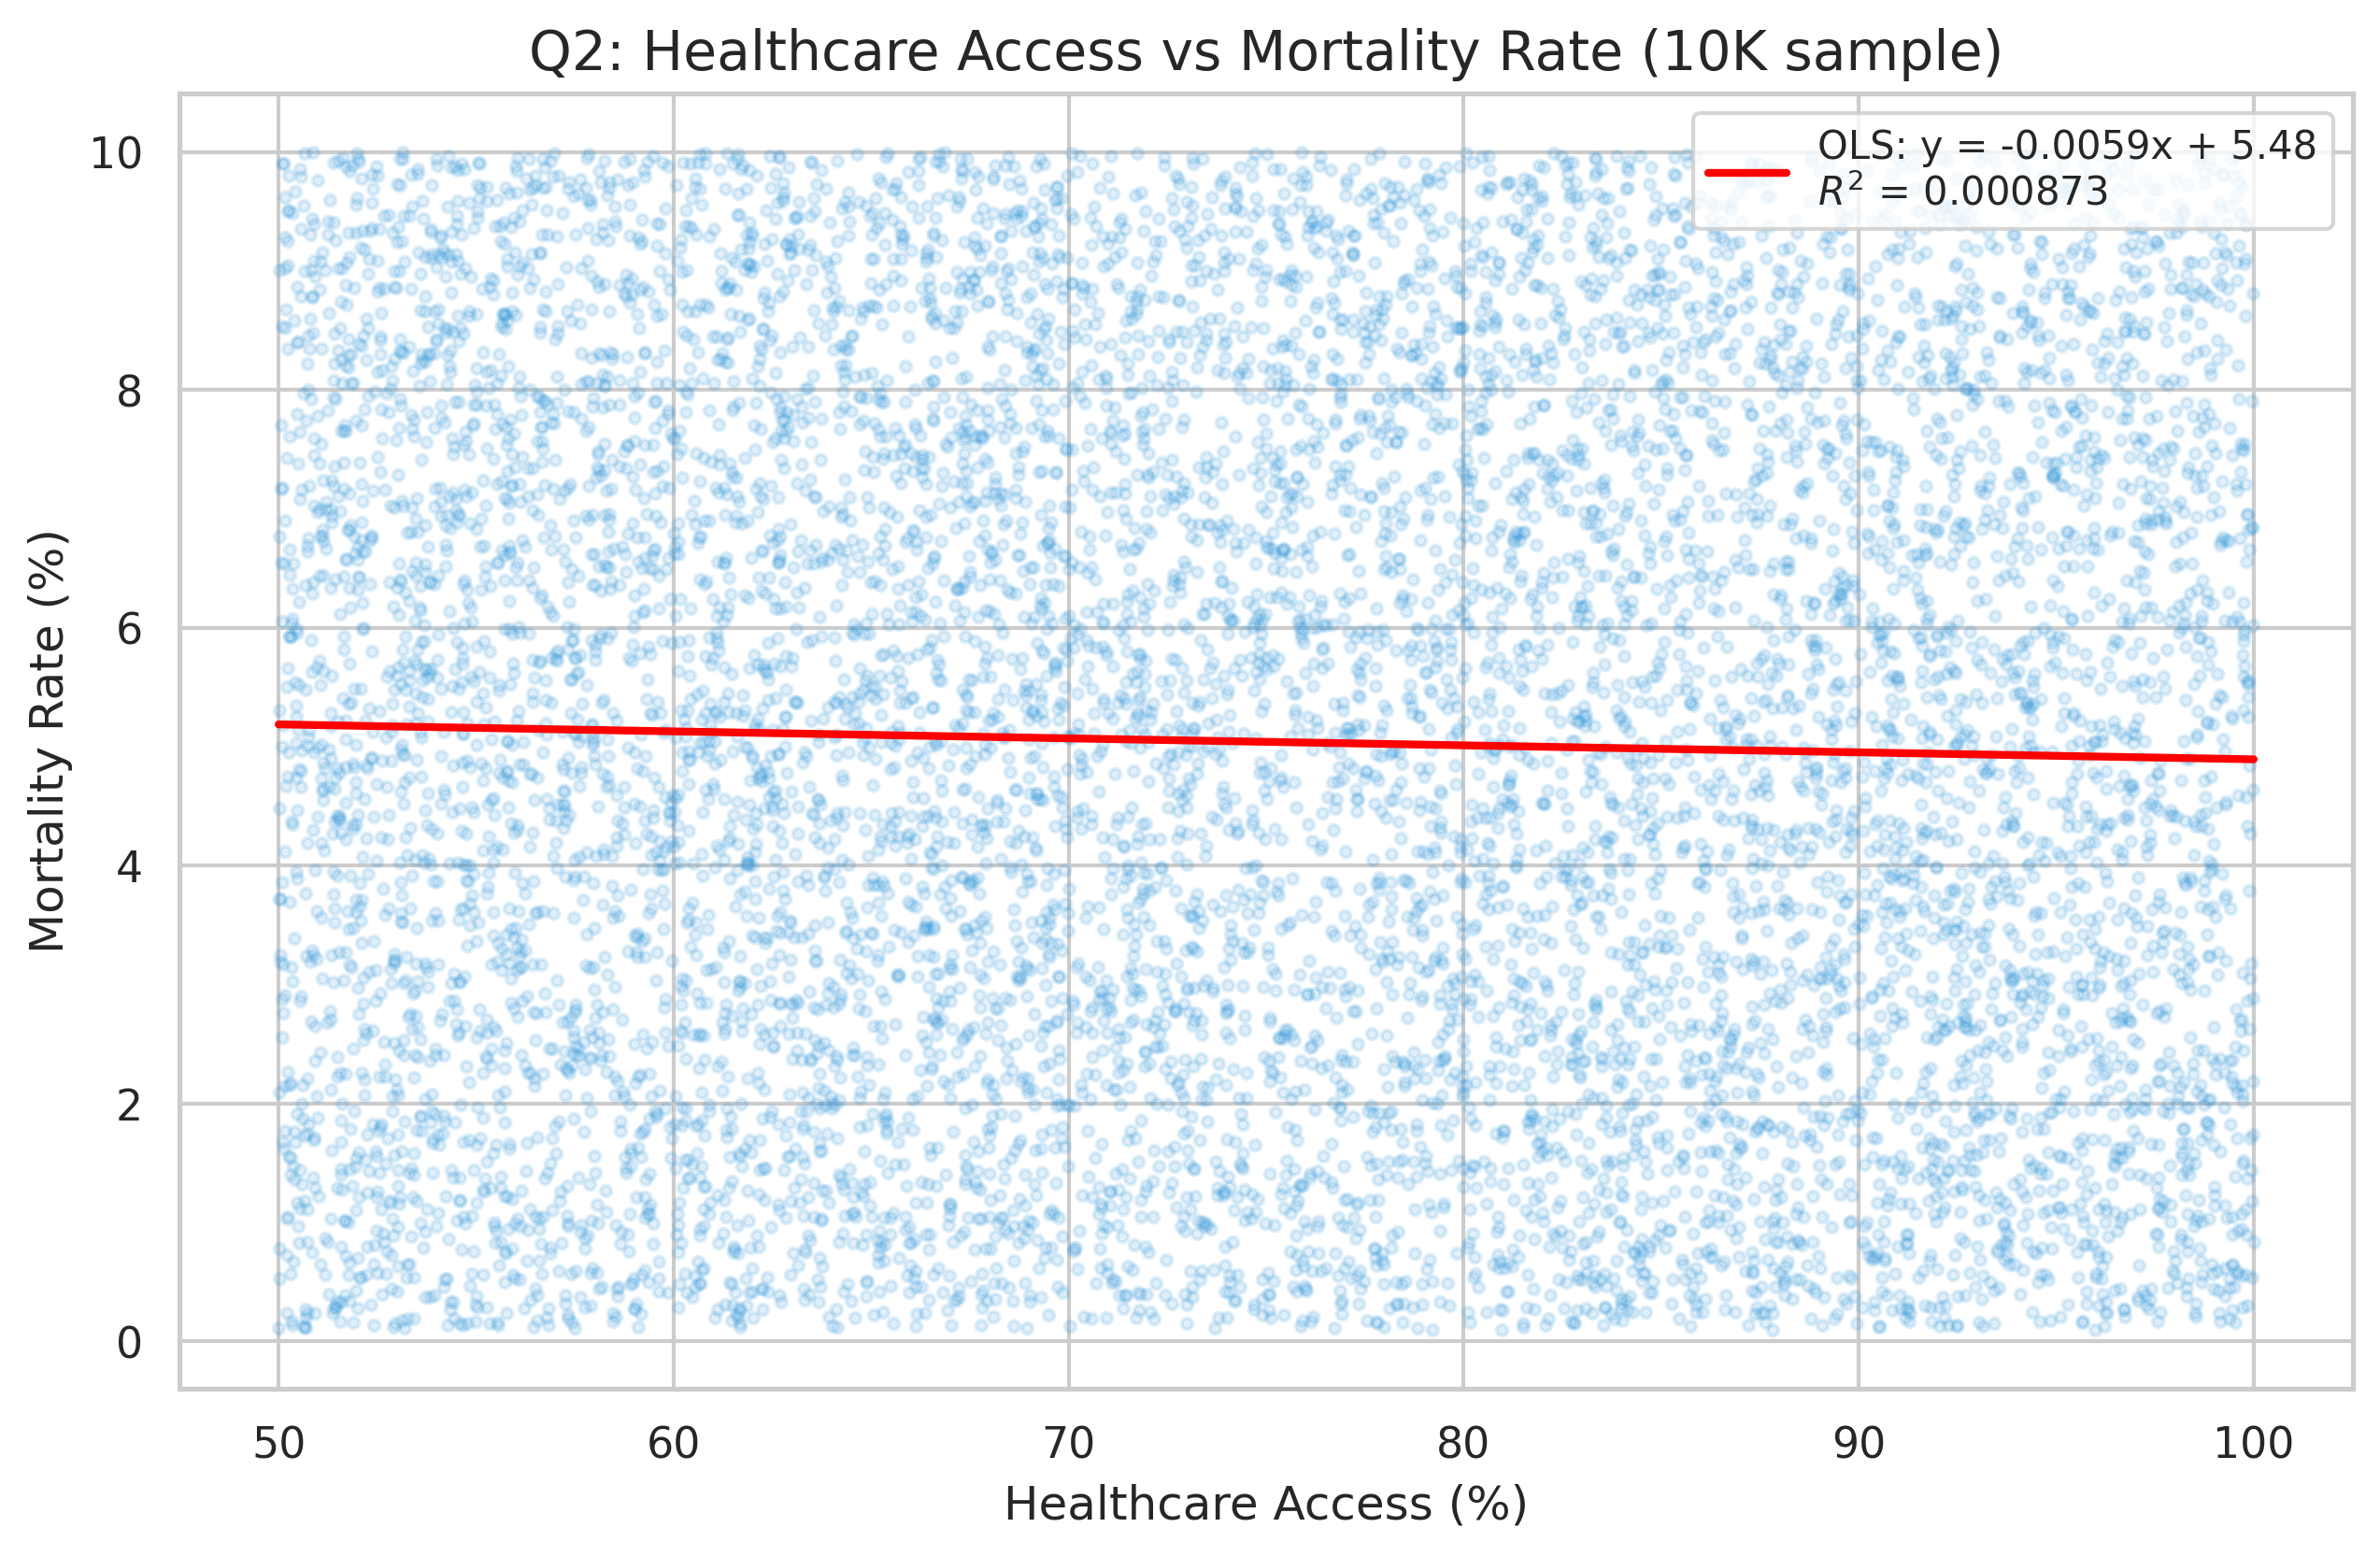 Q2: Healthcare Access vs Mortality Rate (10K sample)
OLS: y = -0.0059x + 5.48
R² = 0.000873
10
8
6
4
2
0
Mortality Rate (%)
50 60 70 80 90 100
Healthcare Access (%)